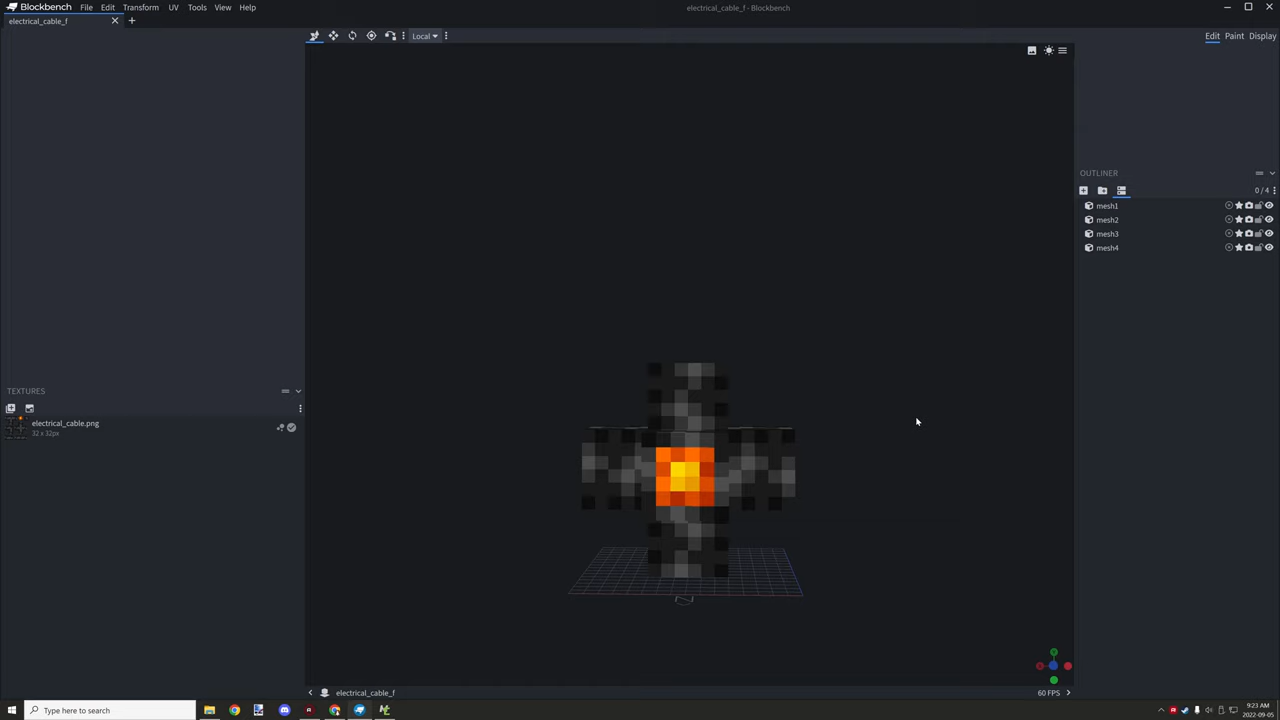 Blockbench File Edit Transform UV Tools View Help
electrical_cable_f - Blockbench
electrical_cable_f
Local
Edit Paint Display
OUTLINER
0 / 4
mesh1
mesh2
mesh3
mesh4
TEXTURES
electrical_cable.png
32 x 32px
electrical_cable_f
60 FPS
Type here to search
9:23 AM
2022-09-05